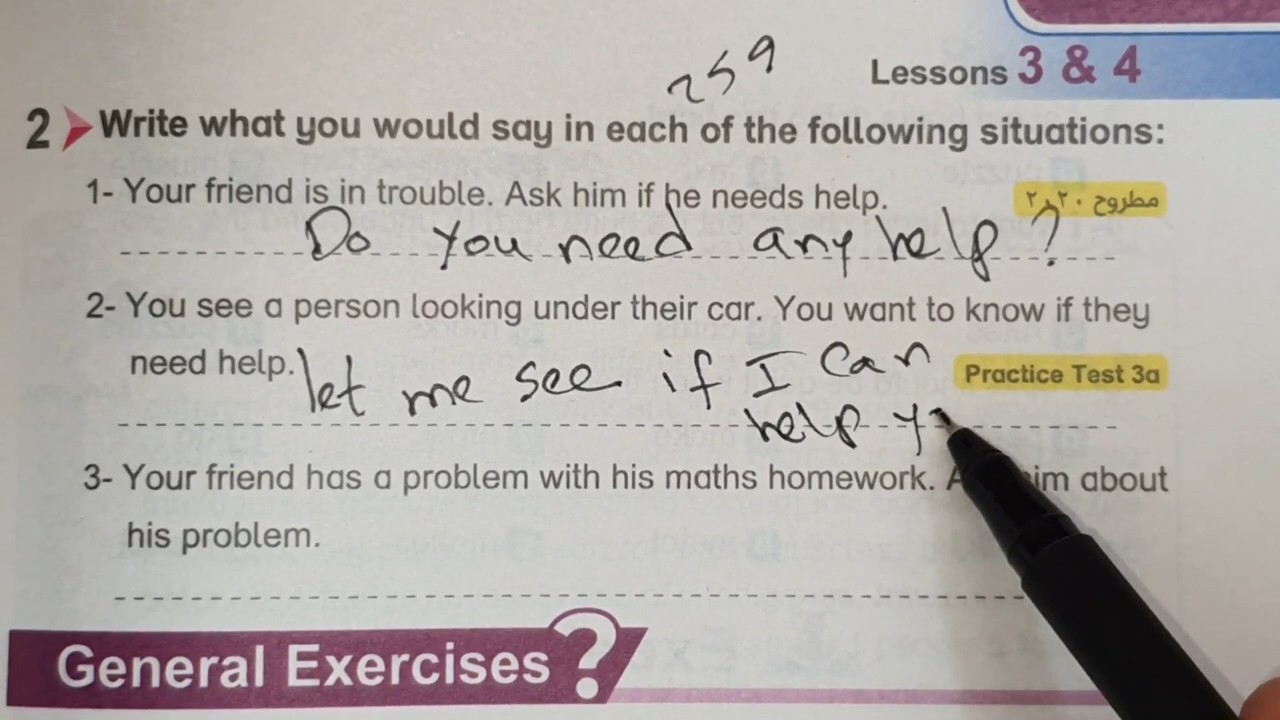 259
Lessons 3 & 4
2 Write what you would say in each of the following situations:
1- Your friend is in trouble. Ask him if he needs help.
مطروح ٢٠٢٠
Do you need any help?
2- You see a person looking under their car. You want to know if they
need help.
let me see if I can
Practice Test 3a
help
3- Your friend has a problem with his maths homework. him about
his problem.
General Exercises ?